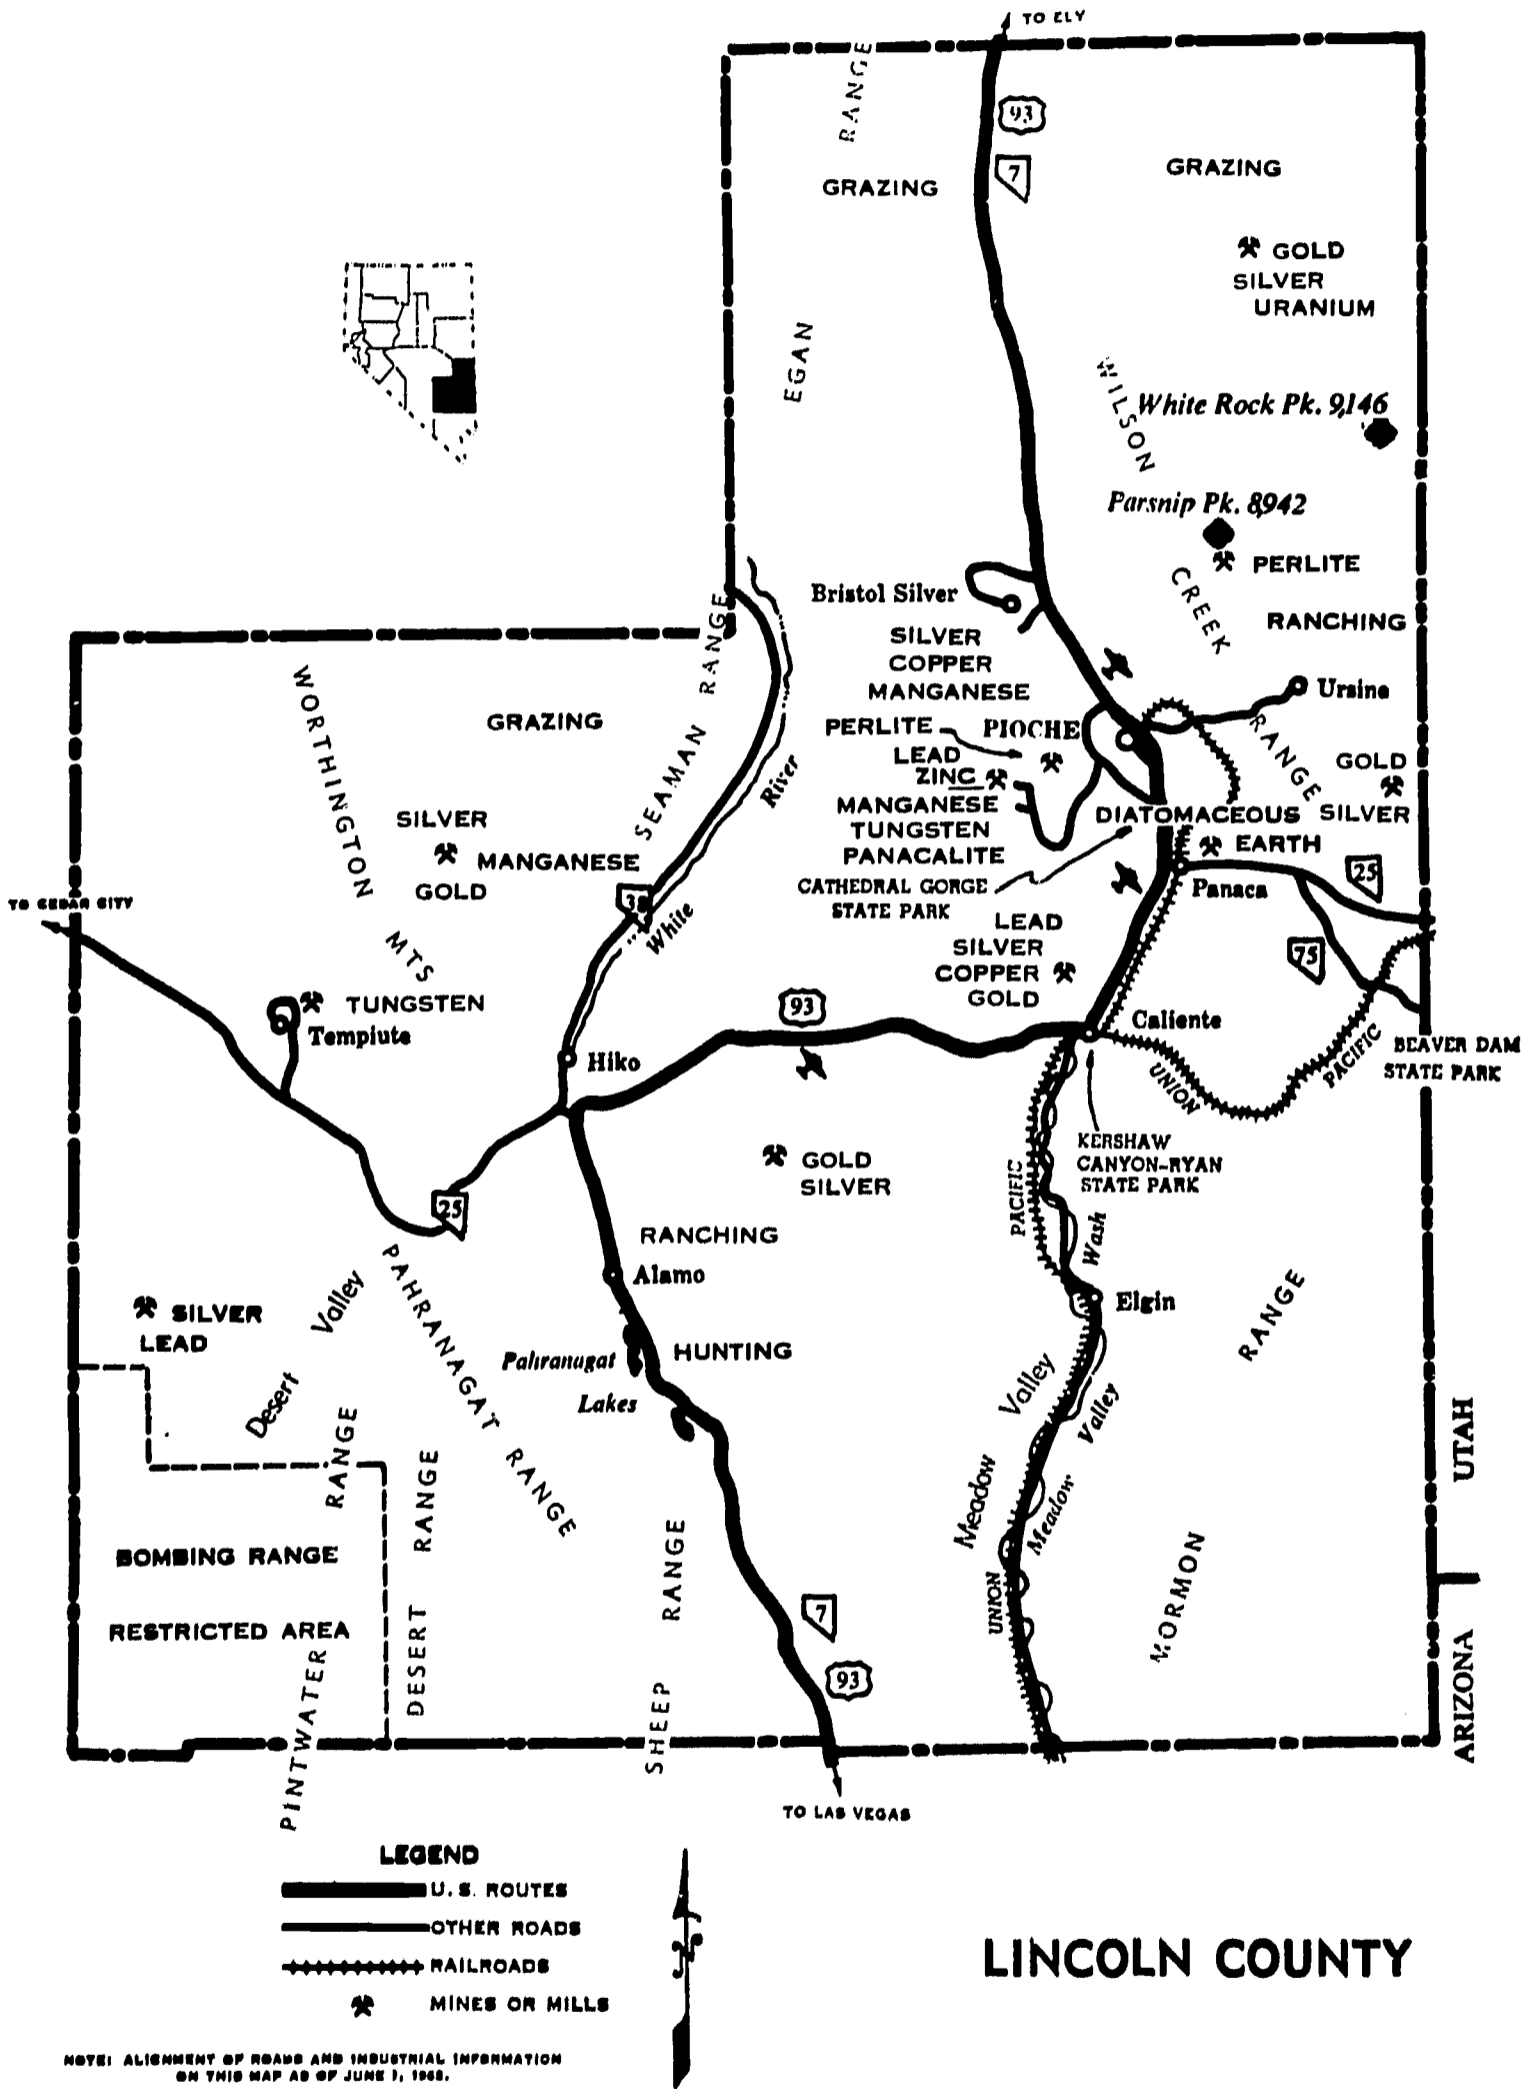 TO ELY
93
7
RANGE
GRAZING
GRAZING
GOLD
SILVER
URANIUM
EGAN
WILSON
White Rock Pk. 9,146
Parsnip Pk. 8,942
PERLITE
CREEK
RANCHING
Bristol Silver
SILVER
COPPER
MANGANESE
Ursine
RANGE
PERLITE
PIOCHE
LEAD
ZINC
MANGANESE
TUNGSTEN
PANACALITE
GOLD
SILVER
DIATOMACEOUS
EARTH
CATHEDRAL GORGE
STATE PARK
Panaca
25
75
LEAD
SILVER
COPPER
GOLD
WORTHINGTON
MTS
GRAZING
SEAMAN RANGE
River
White
38
SILVER
MANGANESE
GOLD
TO CEDAR CITY
TUNGSTEN
Tempiute
Hiko
93
Caliente
UNION
PACIFIC
BEAVER DAM
STATE PARK
KERSHAW
CANYON-RYAN
STATE PARK
PACIFIC
Wash
GOLD
SILVER
25
RANCHING
Alamo
Elgin
PAHRANAGAT RANGE
Desert Valley
SILVER
LEAD
Pahranagat
Lakes
HUNTING
Meadow Valley
Meadow Valley
RANGE
MORMON
UTAH
ARIZONA
RANGE
PINTWATER
DESERT RANGE
SHEEP RANGE
BOMBING RANGE
RESTRICTED AREA
UNION
7
93
TO LAS VEGAS
LEGEND
U. S. ROUTES
OTHER ROADS
RAILROADS
MINES OR MILLS
LINCOLN COUNTY
NOTE: ALIGNMENT OF ROADS AND INDUSTRIAL INFORMATION
ON THIS MAP AS OF JUNE 1, 1962.